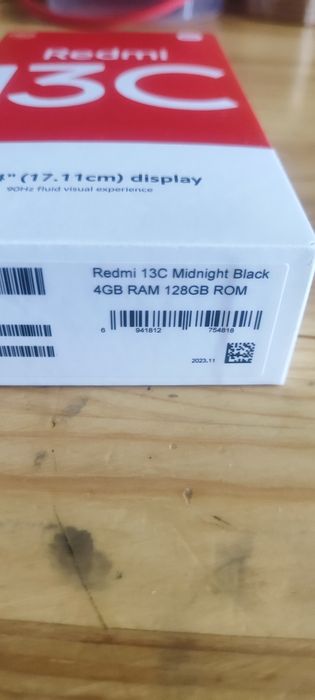 Redmi
13C
4" (17.11cm) display
90Hz fluid visual experience
Redmi 13C Midnight Black
4GB RAM 128GB ROM
6 941812 754818
2023.11